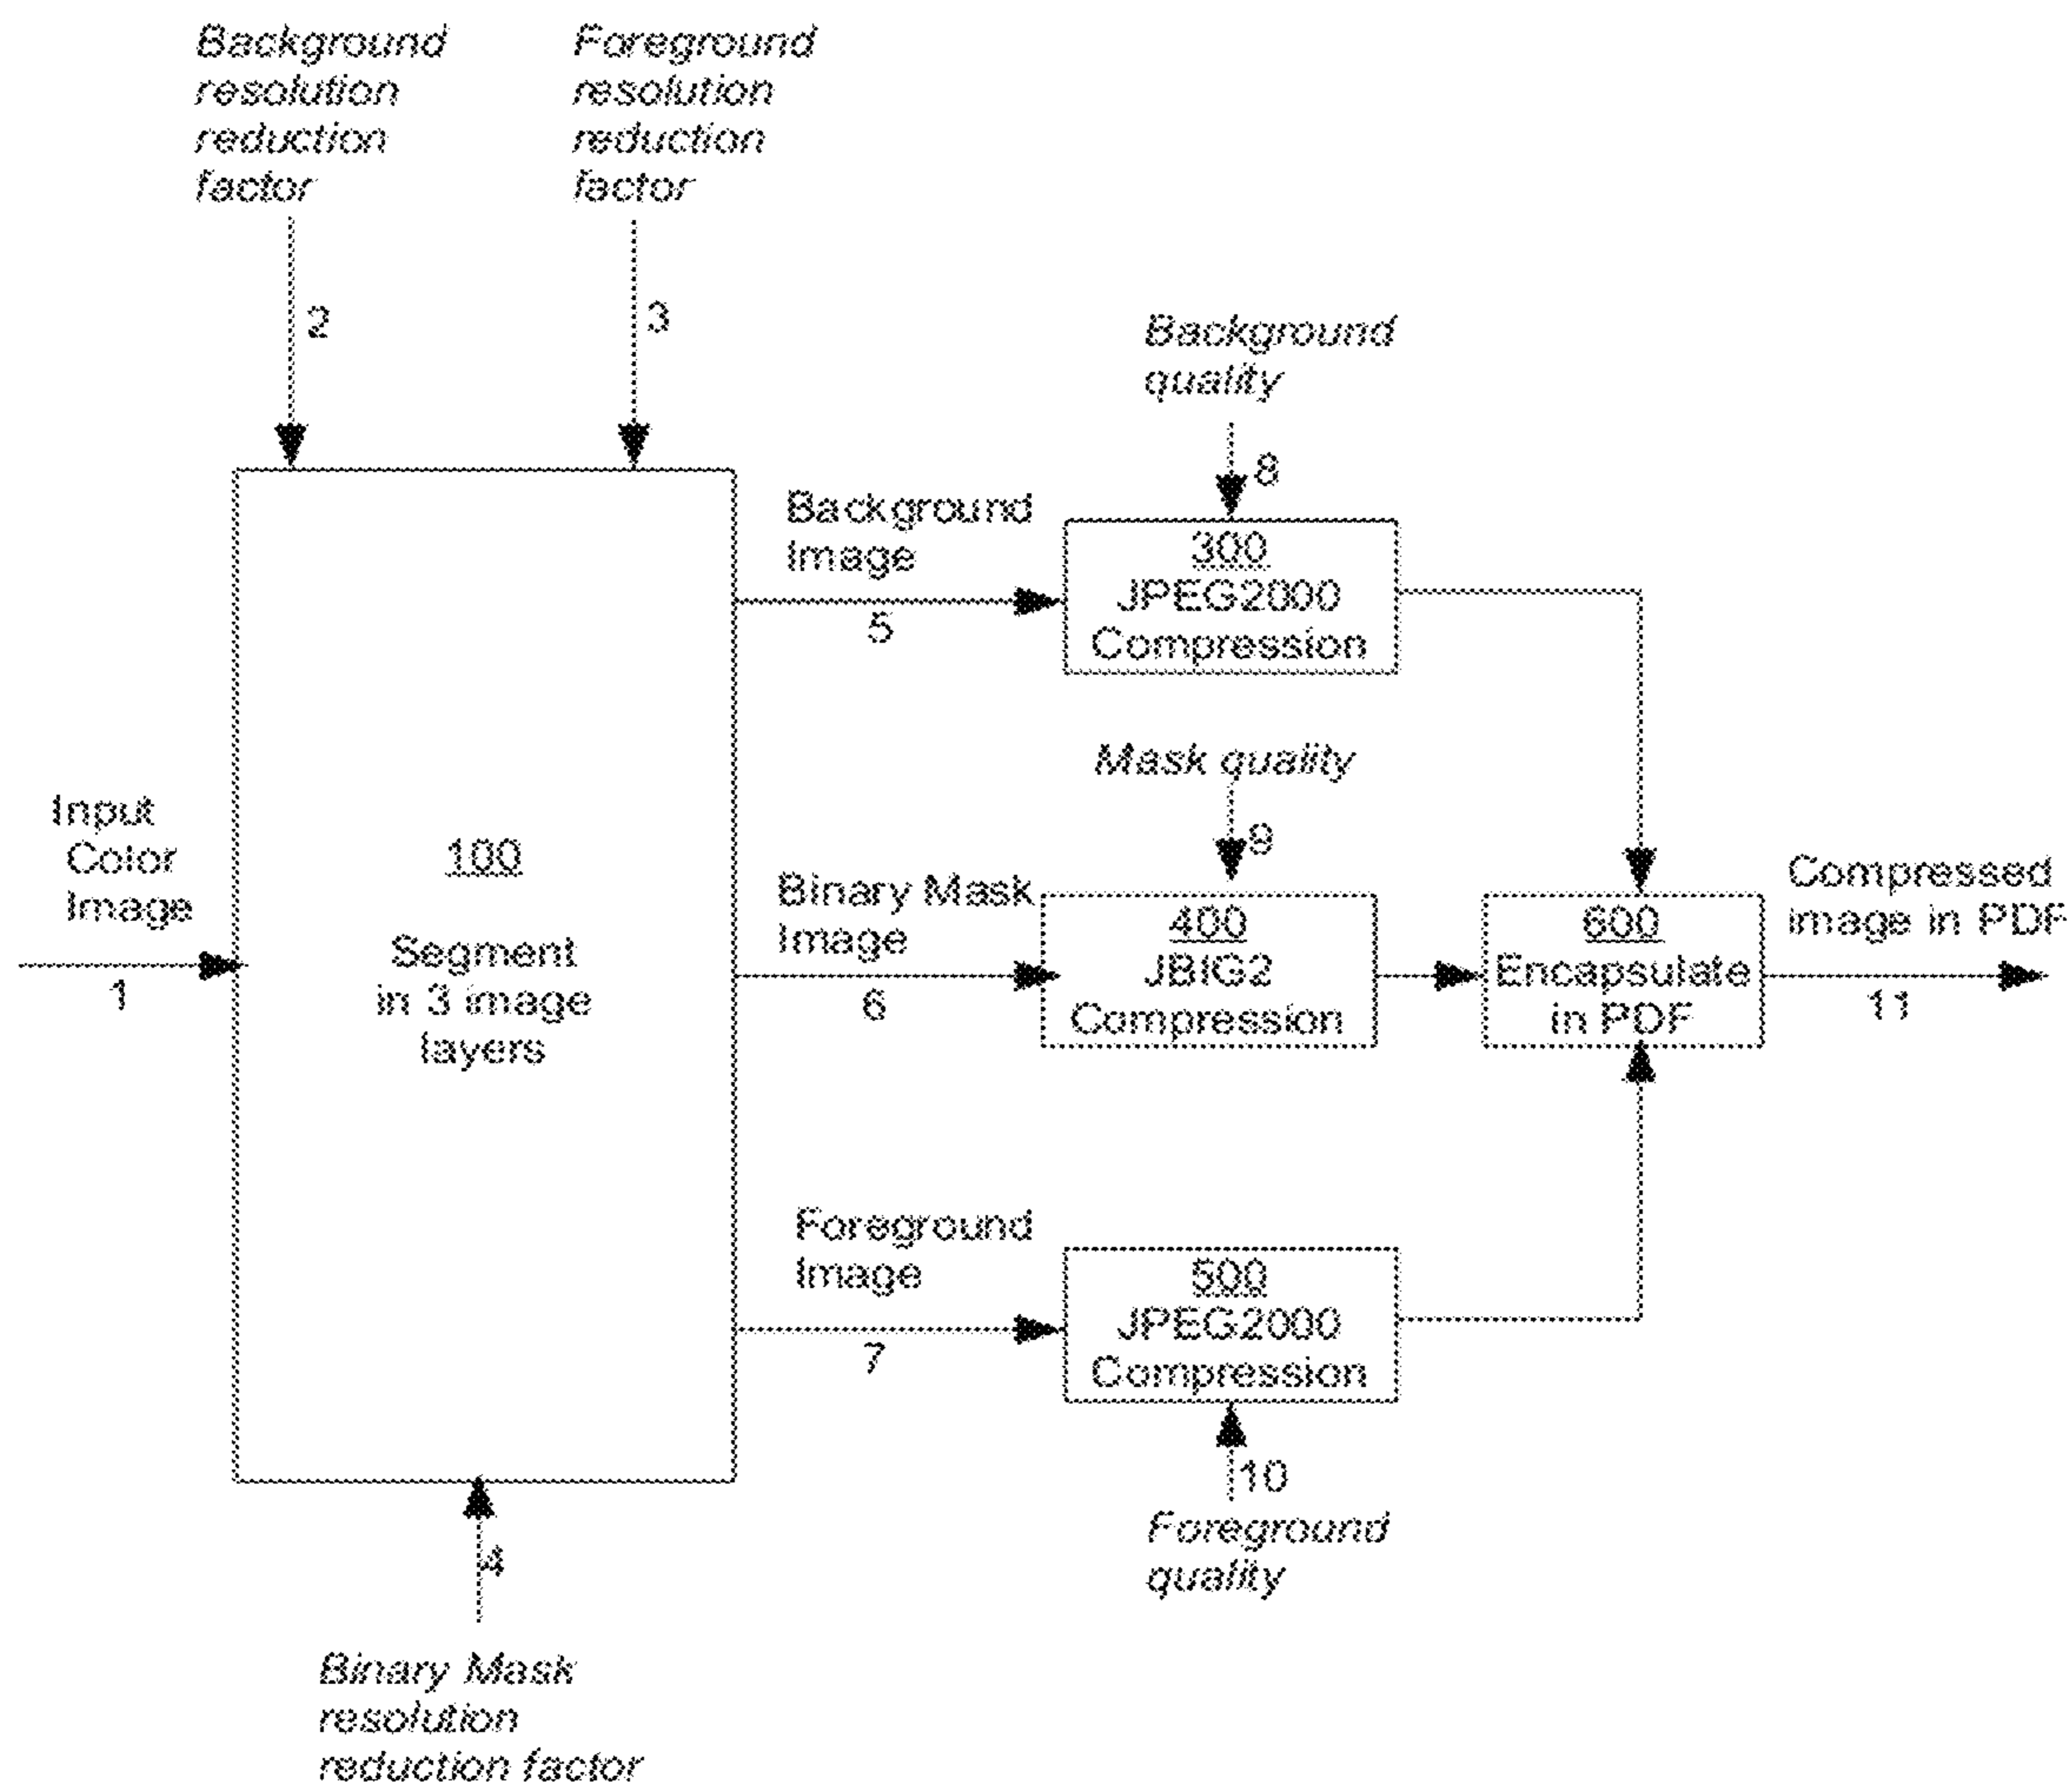 Background
resolution
reduction
factor
Foreground
resolution
reduction
factor
2
3
Background
quality
8
Background
Image
5
300
JPEG2000
Compression
Mask quality
9
Input
Color
Image
1
100
Segment
in 3 image
layers
Binary Mask
Image
6
400
JBIG2
Compression
600
Encapsulate
in PDF
Compressed
image in PDF
11
Foreground
Image
7
500
JPEG2000
Compression
10
Foreground
quality
4
Binary Mask
resolution
reduction factor